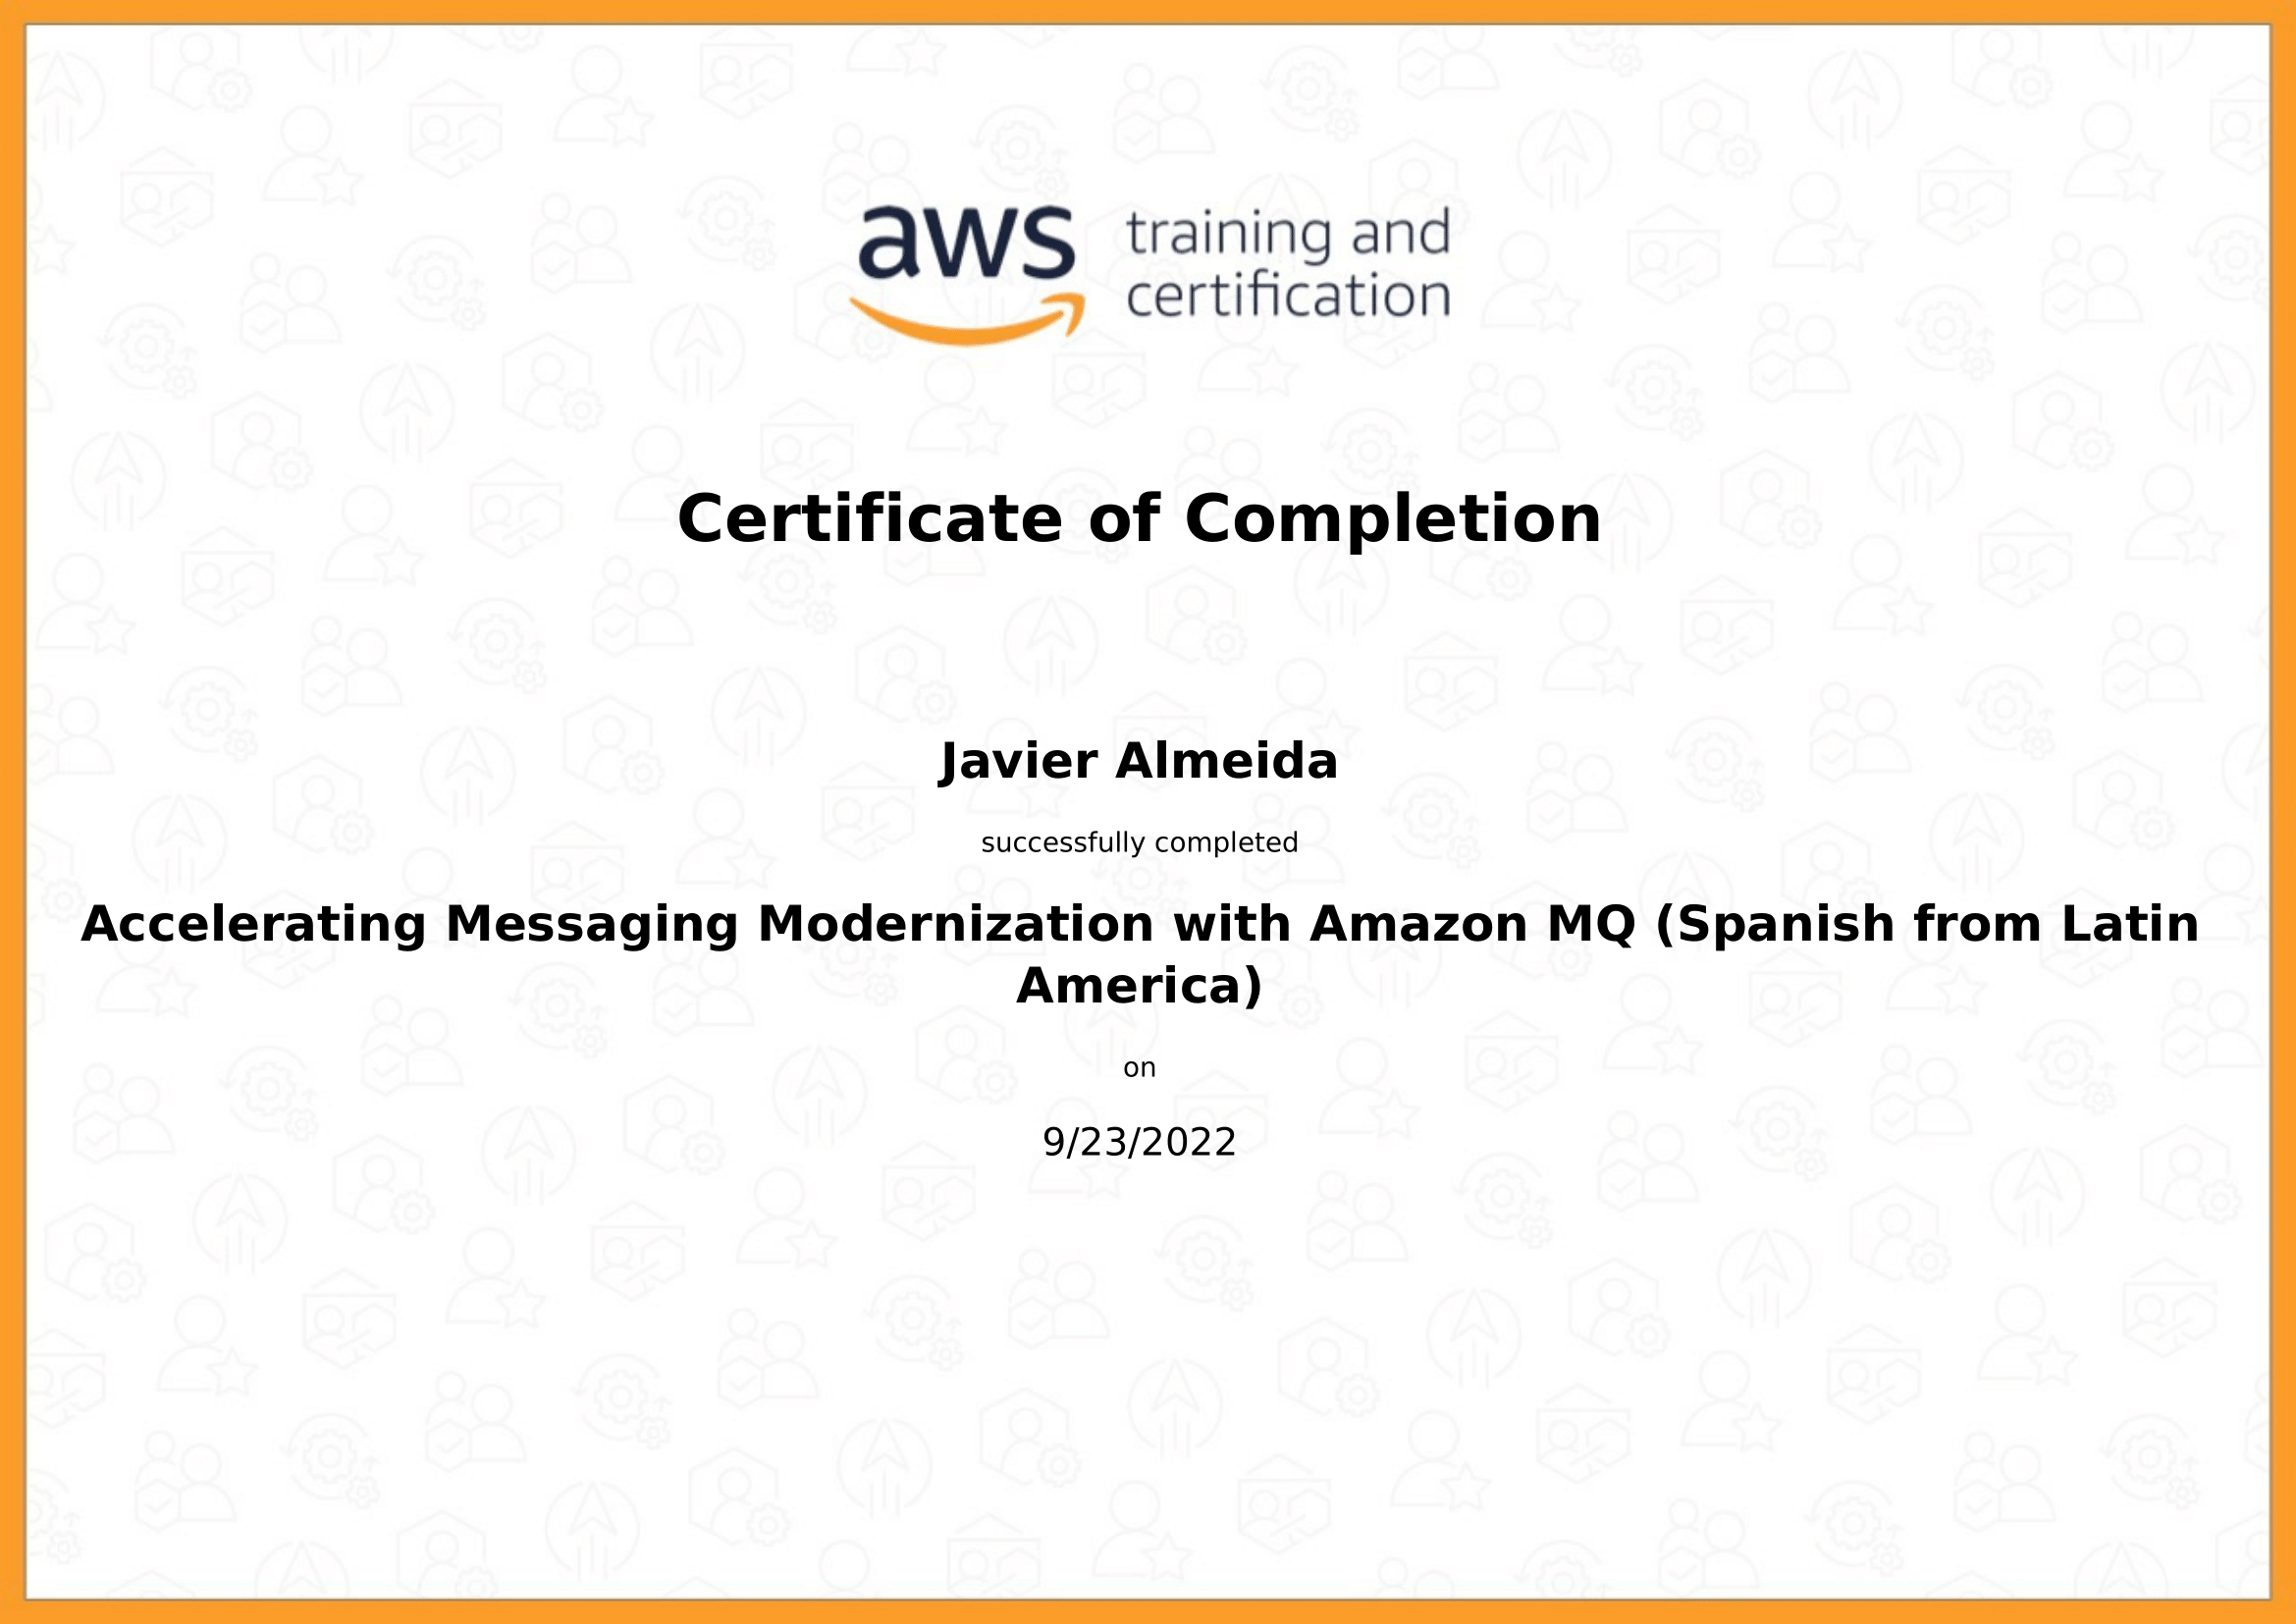 aws training and
certification
Certificate of Completion
Javier Almeida
successfully completed
Accelerating Messaging Modernization with Amazon MQ (Spanish from Latin
America)
on
9/23/2022